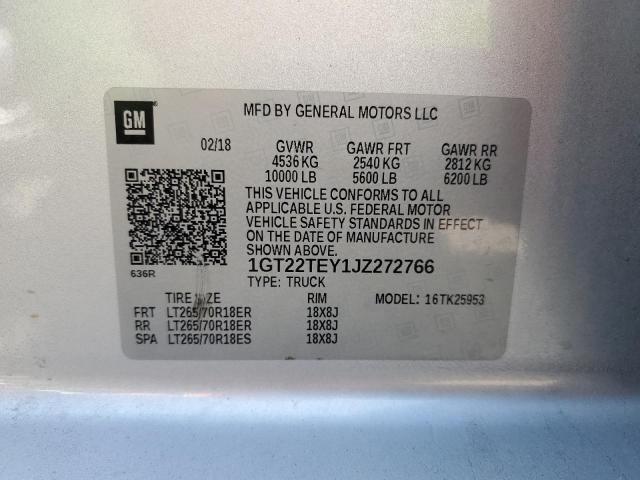 GM
MFD BY GENERAL MOTORS LLC
02/18 GVWR GAWR FRT GAWR RR
4536 KG 2540 KG 2812 KG
10000 LB 5600 LB 6200 LB
THIS VEHICLE CONFORMS TO ALL
APPLICABLE U.S. FEDERAL MOTOR
VEHICLE SAFETY STANDARDS IN EFFECT
ON THE DATE OF MANUFACTURE
SHOWN ABOVE.
636R
1GT22TEY1JZ272766
TYPE: TRUCK MODEL: 16TK25953
TIRE RIM
FRT LT265/70R18ER 18X8J
RR LT265/70R18ER 18X8J
SPA LT265/70R18ES 18X8J